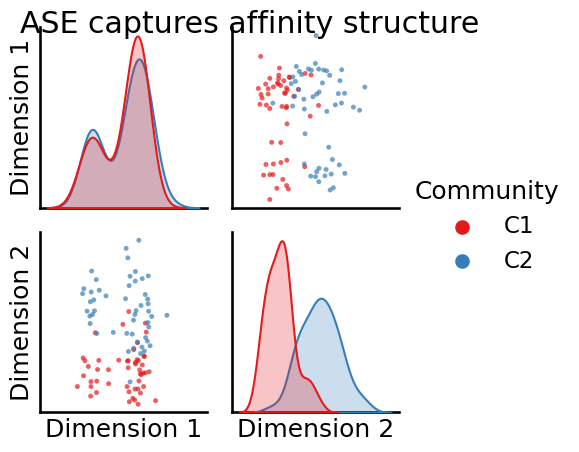 ASE captures affinity structure
Dimension 1
Community
C1
C2
Dimension 2
Dimension 1
Dimension 2